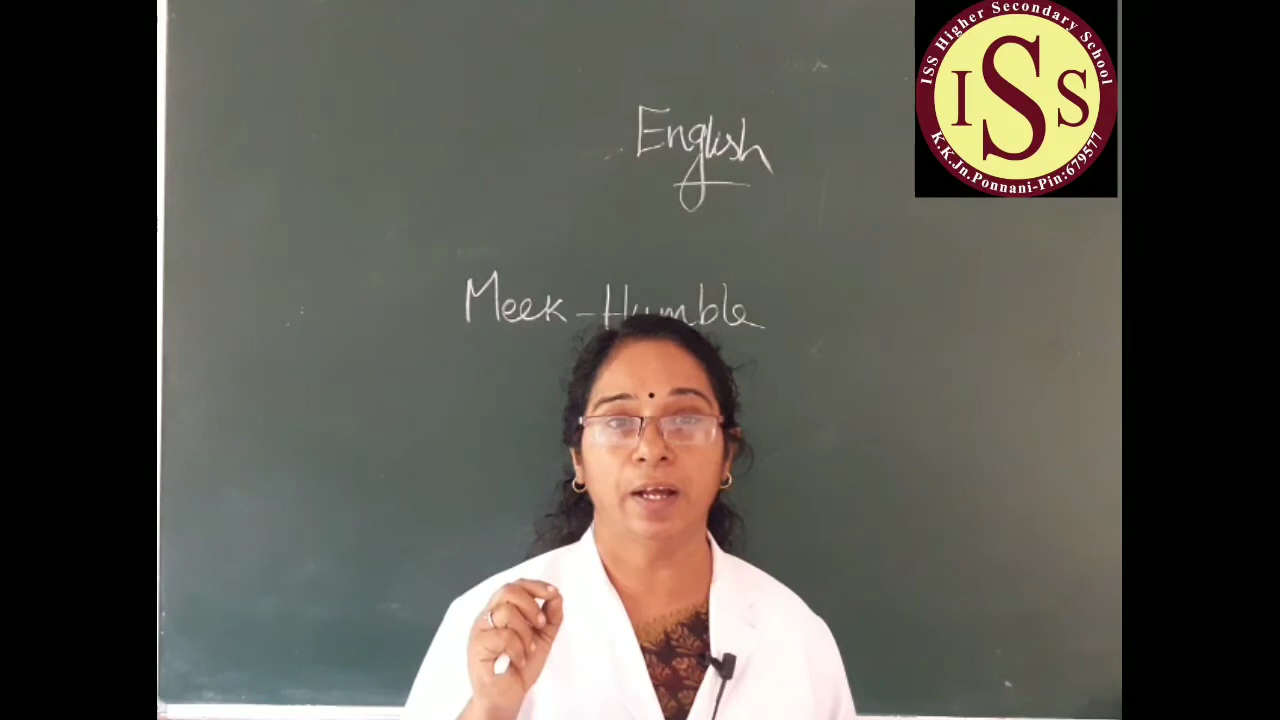 English
Meek - Humble
ISS Higher Secondary School
ISS
K.K.Jn.Ponnani-Pin:679577